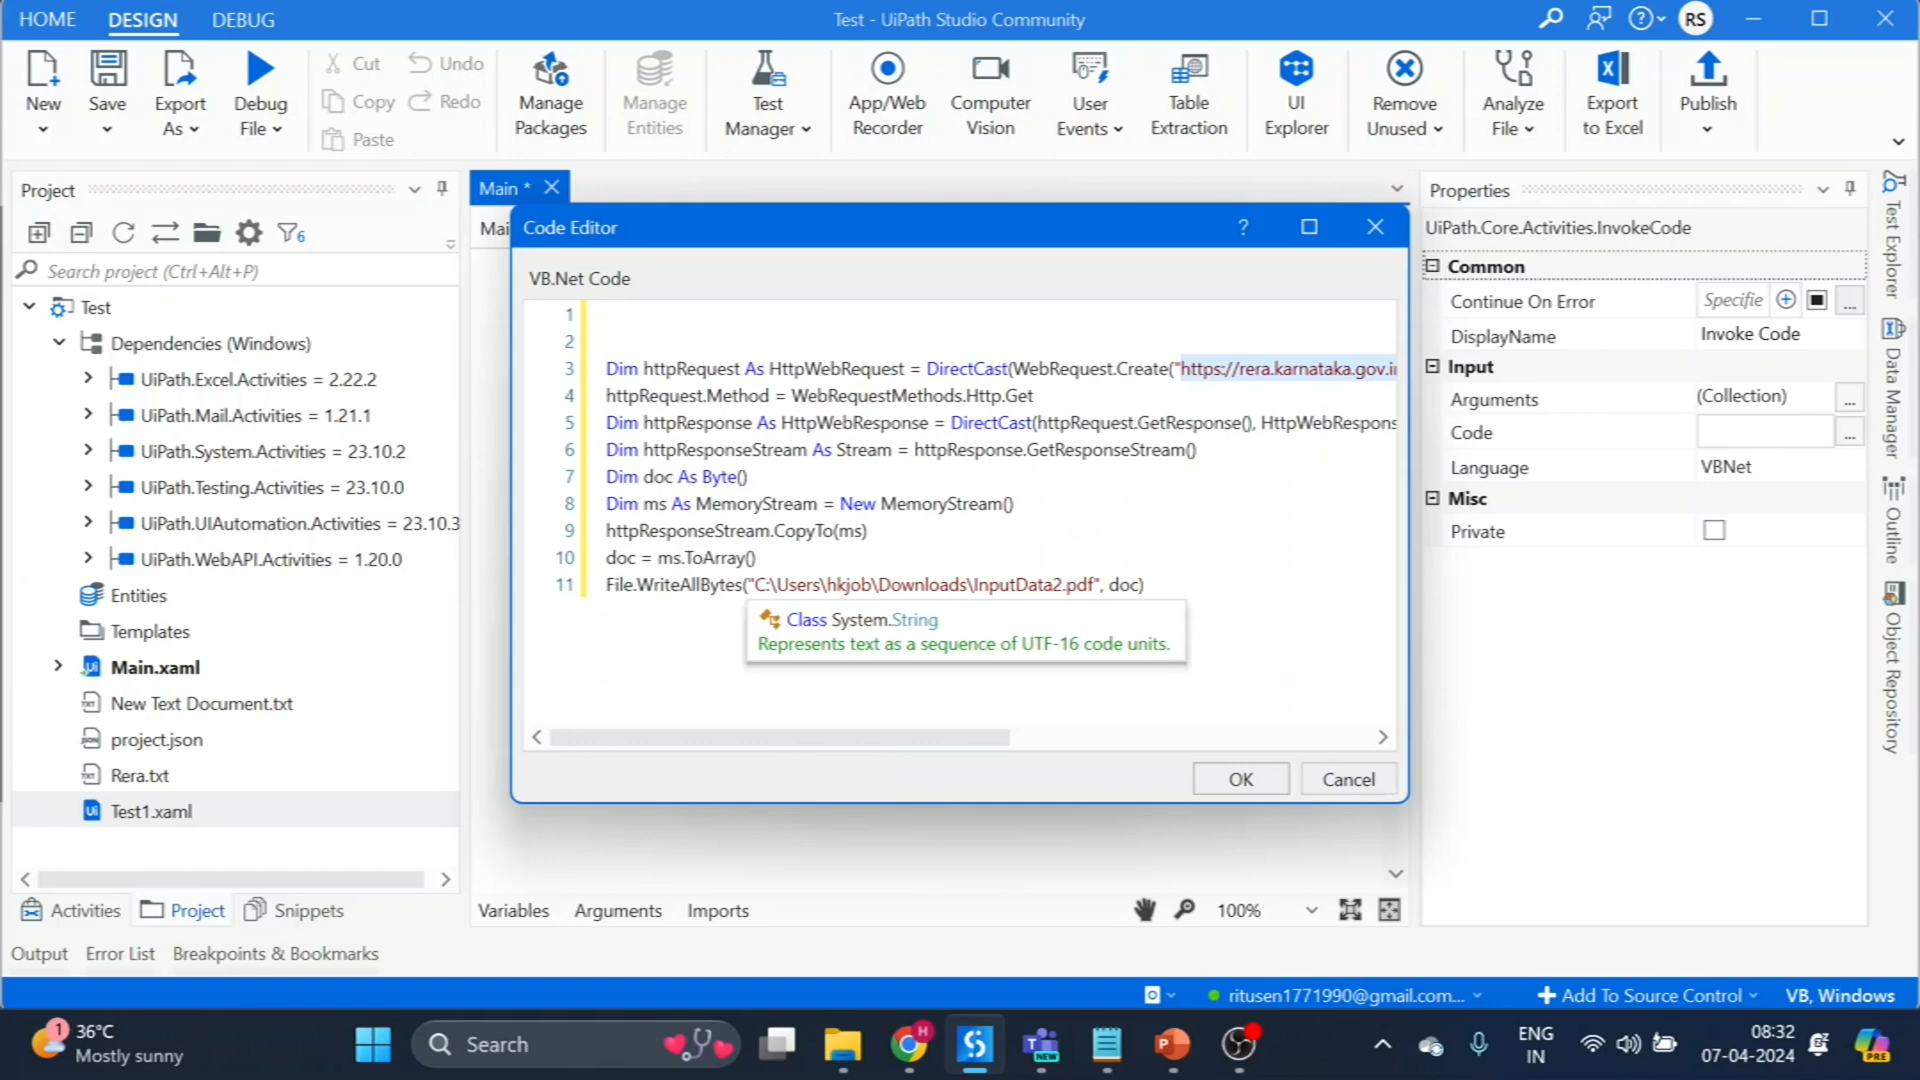 HOME DESIGN DEBUG
Test - UiPath Studio Community
RS
New
Save
Export
As
Debug
File
Cut
Copy
Paste
Undo
Redo
Manage
Packages
Manage
Entities
Test
Manager
App/Web
Recorder
Computer
Vision
User
Events
Table
Extraction
UI
Explorer
Remove
Unused
Analyze
File
Export
to Excel
Publish
Project
6
Search project (Ctrl+Alt+P)
Test
Dependencies (Windows)
UiPath.Excel.Activities = 2.22.2
UiPath.Mail.Activities = 1.21.1
UiPath.System.Activities = 23.10.2
UiPath.Testing.Activities = 23.10.0
UiPath.UIAutomation.Activities = 23.10.3
UiPath.WebAPI.Activities = 1.20.0
Entities
Templates
Main.xaml
New Text Document.txt
project.json
Rera.txt
Test1.xaml
Activities Project Snippets
Output Error List Breakpoints & Bookmarks
Main *
Mai
Code Editor
?
VB.Net Code
1
2
3 Dim httpRequest As HttpWebRequest = DirectCast(WebRequest.Create("https://rera.karnataka.gov.i
4 httpRequest.Method = WebRequestMethods.Http.Get
5 Dim httpResponse As HttpWebResponse = DirectCast(httpRequest.GetResponse(), HttpWebRespons
6 Dim httpResponseStream As Stream = httpResponse.GetResponseStream()
7 Dim doc As Byte()
8 Dim ms As MemoryStream = New MemoryStream()
9 httpResponseStream.CopyTo(ms)
10 doc = ms.ToArray()
11 File.WriteAllBytes("C:\Users\hkjob\Downloads\InputData2.pdf", doc)
Class System.String
Represents text as a sequence of UTF-16 code units.
OK Cancel
Variables Arguments Imports
100%
Properties
UiPath.Core.Activities.InvokeCode
Common
Continue On Error Specifie ...
DisplayName Invoke Code
Input
Arguments (Collection) ...
Code ...
Language VBNet
Misc
Private
Test Explorer
Data Manager
Outline
Object Repository
ritusen1771990@gmail.com...
Add To Source Control
VB, Windows
1
36°C
Mostly sunny
Search
H
NEW
ENG
IN
08:32
07-04-2024
PRE